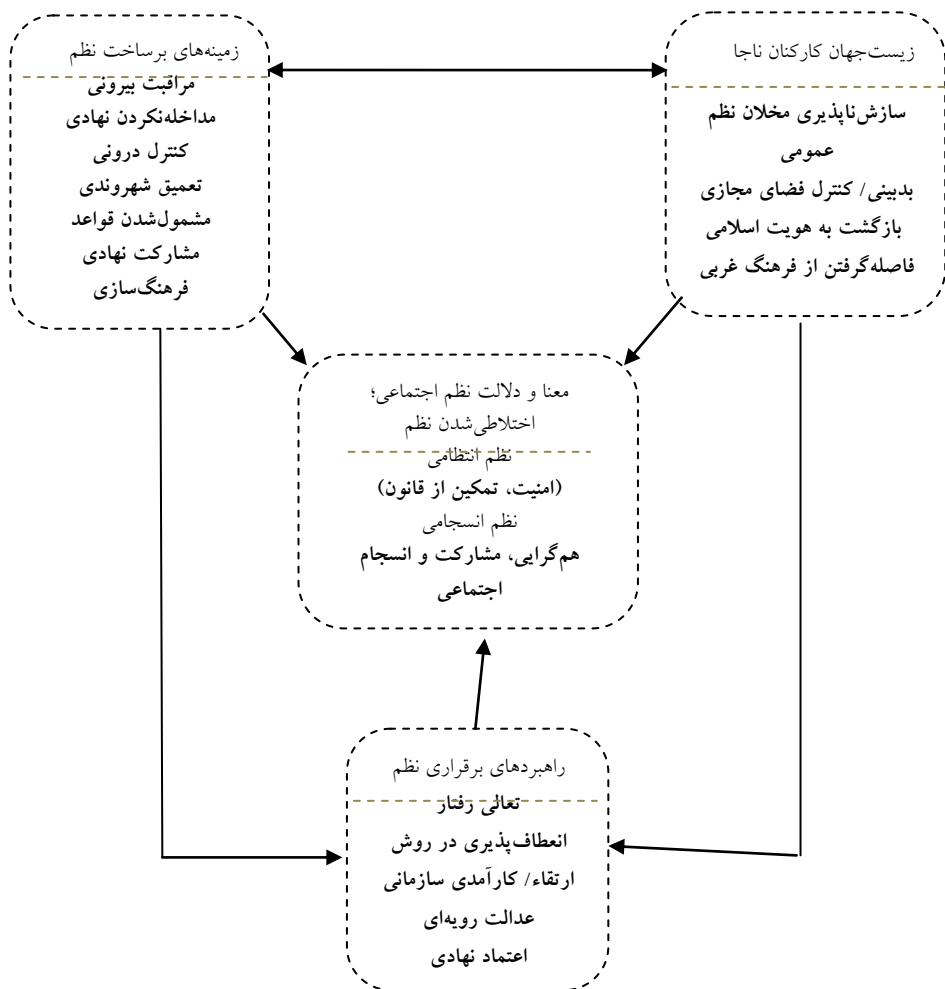 زیست‌جهان کارکنان ناجا
سازش‌ناپذیری مخلان نظم
عمومی
بدبینی/ کنترل فضای مجازی
بازگشت به هویت اسلامی
فاصله‌گرفتن از فرهنگ غربی
زمینه‌های برساخت نظم
مراقبت بیرونی
مداخله‌نکردن نهادی
کنترل درونی
تعمیق شهروندی
مشمول‌شدن قواعد
مشارکت نهادی
فرهنگ‌سازی
معنا و دلالت نظم اجتماعی؛
اختلاطی‌شدن نظم
نظم انتظامی
(امنیت، تمکین از قانون)
نظم انسجامی
هم‌گرایی، مشارکت و انسجام
اجتماعی
راهبردهای برقراری نظم
تعالی رفتار
انعطاف‌پذیری در روش
ارتقاء/ کارآمدی سازمانی
عدالت رویه‌ای
اعتماد نهادی